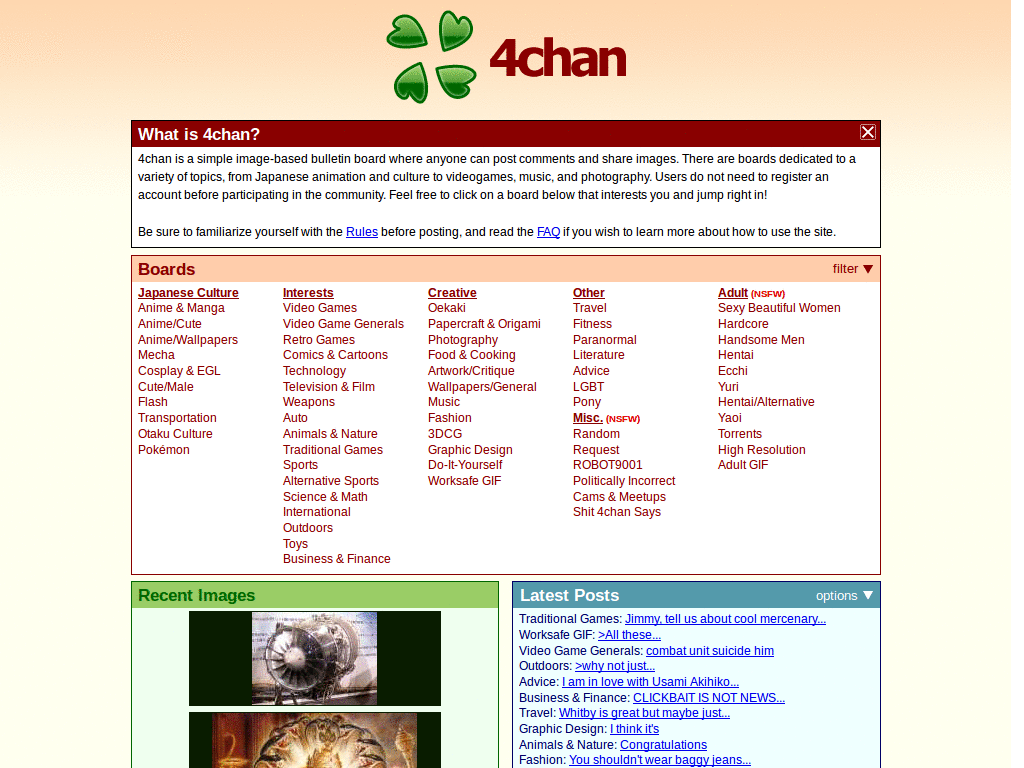 4chan
What is 4chan?
4chan is a simple image-based bulletin board where anyone can post comments and share images. There are boards dedicated to a
variety of topics, from Japanese animation and culture to videogames, music, and photography. Users do not need to register an
account before participating in the community. Feel free to click on a board below that interests you and jump right in!
Be sure to familiarize yourself with the Rules before posting, and read the FAQ if you wish to learn more about how to use the site.
Boards
filter ▼
Japanese Culture
Anime & Manga
Anime/Cute
Anime/Wallpapers
Mecha
Cosplay & EGL
Cute/Male
Flash
Transportation
Otaku Culture
Pokémon
Interests
Video Games
Video Game Generals
Retro Games
Comics & Cartoons
Technology
Television & Film
Weapons
Auto
Animals & Nature
Traditional Games
Sports
Alternative Sports
Science & Math
International
Outdoors
Toys
Business & Finance
Creative
Oekaki
Papercraft & Origami
Photography
Food & Cooking
Artwork/Critique
Wallpapers/General
Music
Fashion
3DCG
Graphic Design
Do-It-Yourself
Worksafe GIF
Other
Travel
Fitness
Paranormal
Literature
Advice
LGBT
Pony
Misc. (NSFW)
Random
Request
ROBOT9001
Politically Incorrect
Cams & Meetups
Shit 4chan Says
Adult (NSFW)
Sexy Beautiful Women
Hardcore
Handsome Men
Hentai
Ecchi
Yuri
Hentai/Alternative
Yaoi
Torrents
High Resolution
Adult GIF
Recent Images
Latest Posts
options ▼
Traditional Games: Jimmy, tell us about cool mercenary...
Worksafe GIF: >All these...
Video Game Generals: combat unit suicide him
Outdoors: >why not just...
Advice: I am in love with Usami Akihiko...
Business & Finance: CLICKBAIT IS NOT NEWS...
Travel: Whitby is great but maybe just...
Graphic Design: I think it's
Animals & Nature: Congratulations
Fashion: You shouldn't wear baggy jeans...